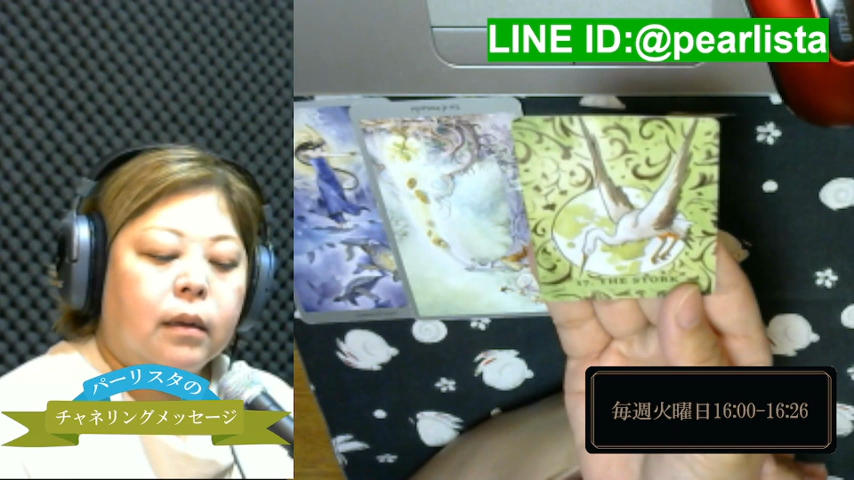 LINE ID:@pearlista
17. THE STORK
パーリスタの
チャネリングメッセージ
毎週火曜日16:00-16:26